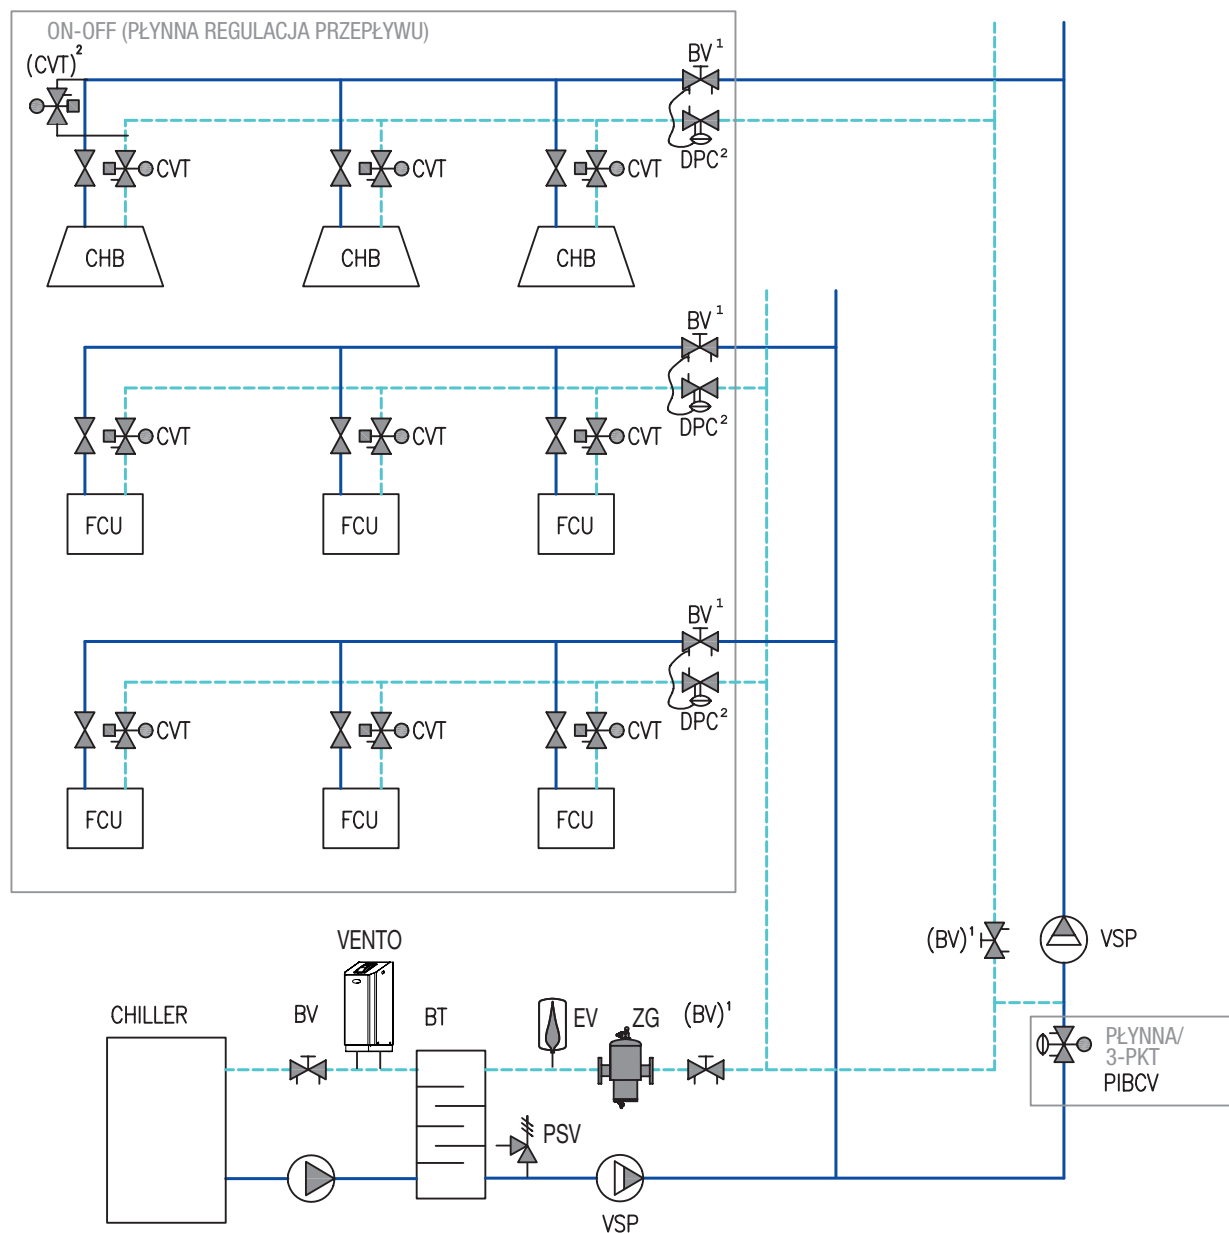 ON-OFF (PŁYNNA REGULACJA PRZEPŁYWU)
(CVT)²
BV¹
DPC²
CVT
CVT
CVT
CHB
CHB
CHB
BV¹
DPC²
CVT
CVT
CVT
FCU
FCU
FCU
BV¹
DPC²
CVT
CVT
CVT
FCU
FCU
FCU
(BV)¹
VSP
VENTO
CHILLER
BV
BT
EV
ZG
(BV)¹
PŁYNNA/
3-PKT
PIBCV
PSV
VSP